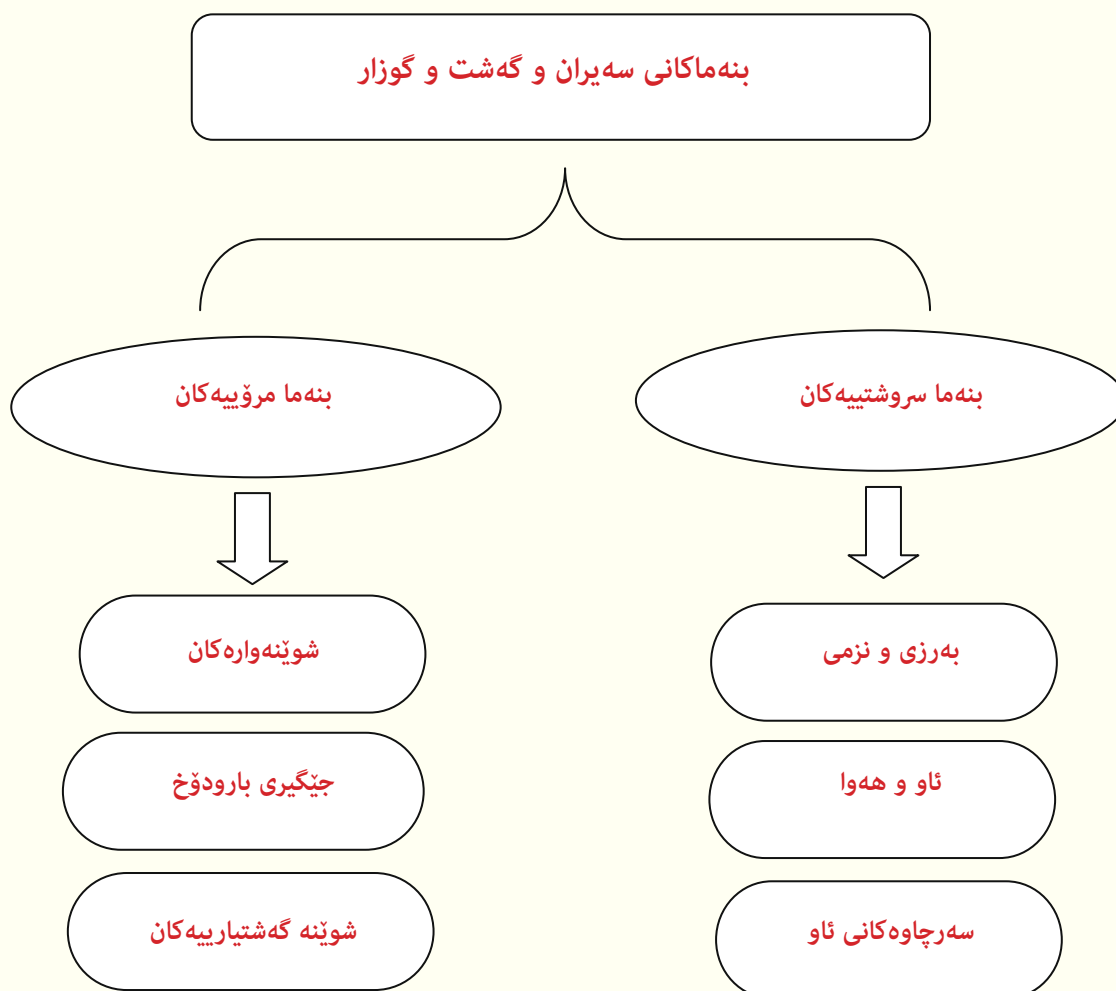 بنەماکانی سەیران و گەشت و گوزار
بنەما سروشتییەکان
بنەما مرۆییەکان
بەرزی و نزمی
شوێنەوارەکان
ئاو و هەوا
جێگیری بارودۆخ
سەرچاوەکانی ئاو
شوێنە گەشتیارییەکان